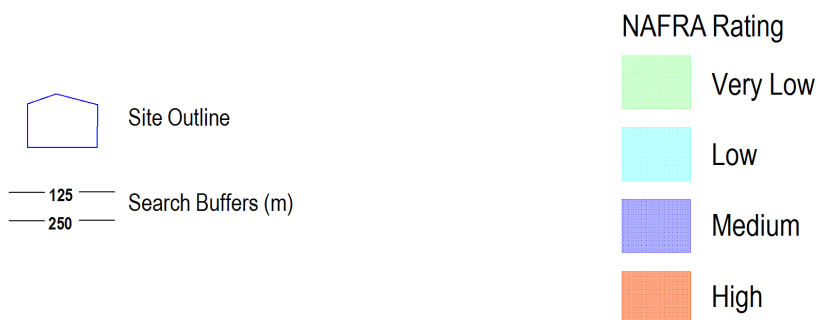 NAFRA Rating
Very Low
Site Outline
Low
125
Search Buffers (m)
250
Medium
High